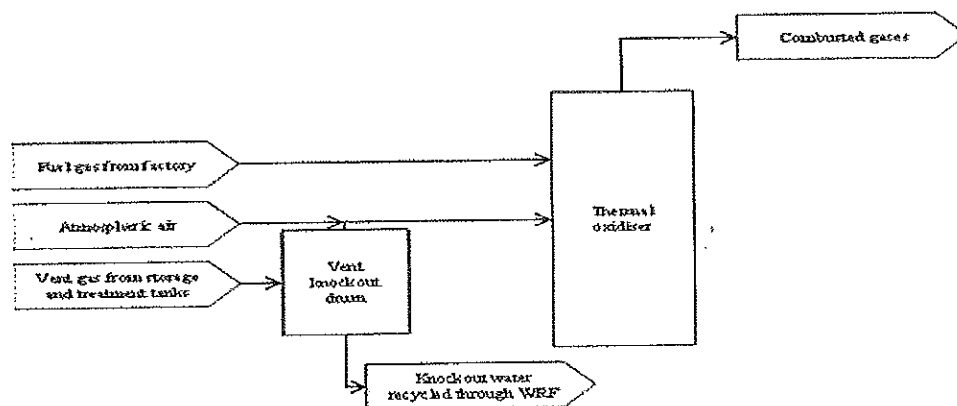 Combusted gases
Fuel gas from factory
Atmospheric air
Thermal
oxidiser
Vent gas from storage
and treatment tanks
Vent
knockout
drum
Knockout water
recycled through WRF